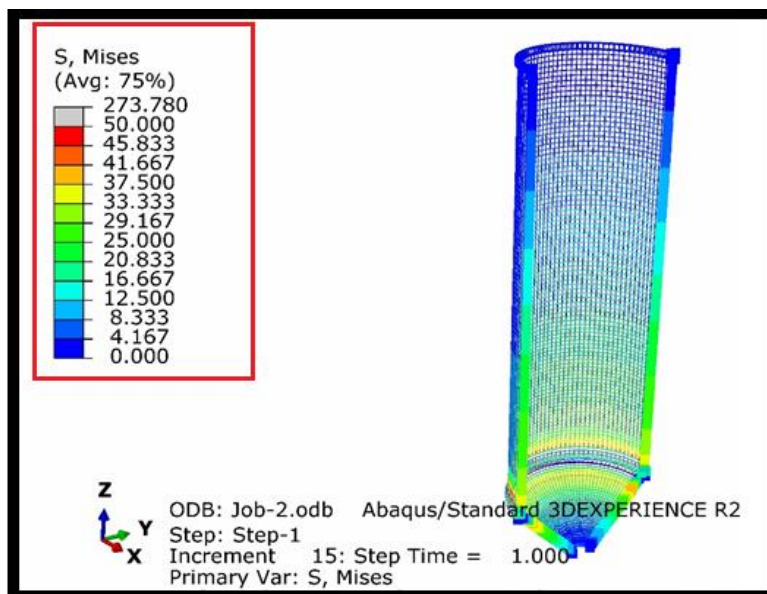 S, Mises
(Avg: 75%)
273.780
50.000
45.833
41.667
37.500
33.333
29.167
25.000
20.833
16.667
12.500
8.333
4.167
0.000
Z
Y
X
ODB: Job-2.odb Abaqus/Standard 3DEXPERIENCE R2
Step: Step-1
Increment 15: Step Time = 1.000
Primary Var: S, Mises